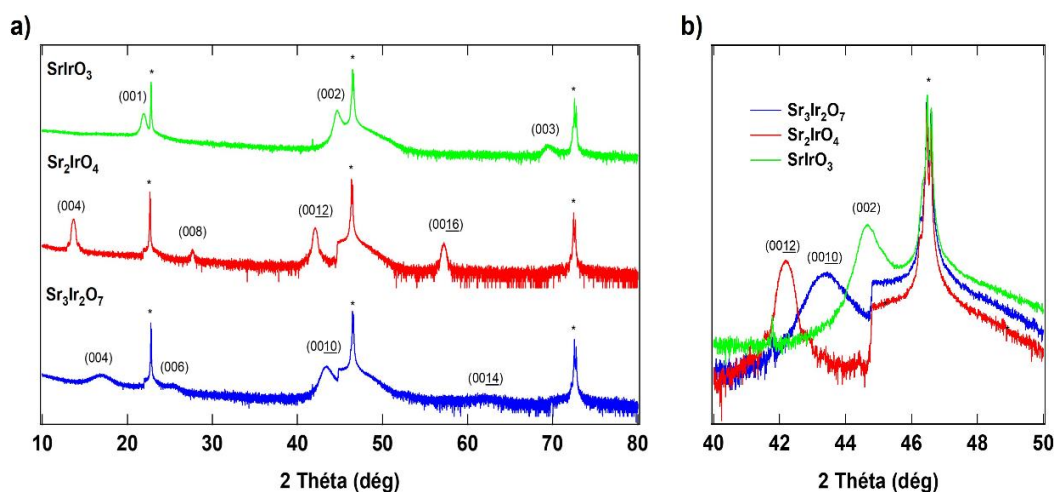 a)
SrIrO₃
(001)
*
(002)
*
(003)
*
Sr₂IrO₄
(004)
*
(008)
(0012)
*
(0016)
*
Sr₃Ir₂O₇
(004)
*
(006)
(0010)
*
(0014)
*
10 20 30 40 50 60 70 80
2 Théta (dég)
b)
*
Sr₃Ir₂O₇
Sr₂IrO₄
SrIrO₃
(002)
(0012)
(0010)
40 42 44 46 48 50
2 Théta (dég)